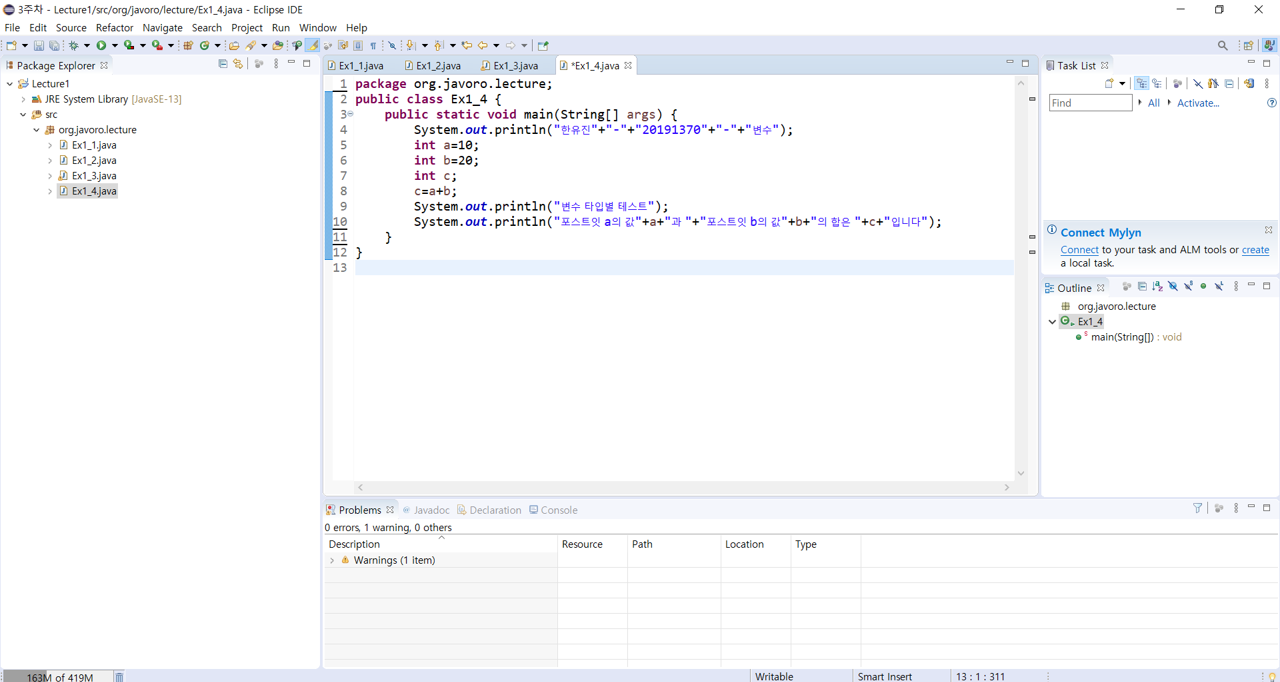 3주차 - Lecture1/src/org/javoro/lecture/Ex1_4.java - Eclipse IDE
File Edit Source Refactor Navigate Search Project Run Window Help
Package Explorer
Lecture1
JRE System Library [JavaSE-13]
src
org.javoro.lecture
Ex1_1.java
Ex1_2.java
Ex1_3.java
Ex1_4.java
Ex1_1.java Ex1_2.java Ex1_3.java *Ex1_4.java
1 package org.javoro.lecture;
2 public class Ex1_4 {
3 public static void main(String[] args) {
4 System.out.println("한유진"+"-"+"20191370"+"-"+"변수");
5 int a=10;
6 int b=20;
7 int c;
8 c=a+b;
9 System.out.println("변수 타입별 테스트");
10 System.out.println("포스트잇 a의 값"+a+"과 "+"포스트잇 b의 값"+b+"의 합은 "+c+"입니다");
11 }
12 }
13
Task List
Find All Activate...
Connect Mylyn
Connect to your task and ALM tools or create
a local task.
Outline
org.javoro.lecture
Ex1_4
main(String[]) : void
Problems Javadoc Declaration Console
0 errors, 1 warning, 0 others
Description Resource Path Location Type
Warnings (1 item)
163M of 419M Writable Smart Insert 13 : 1 : 311